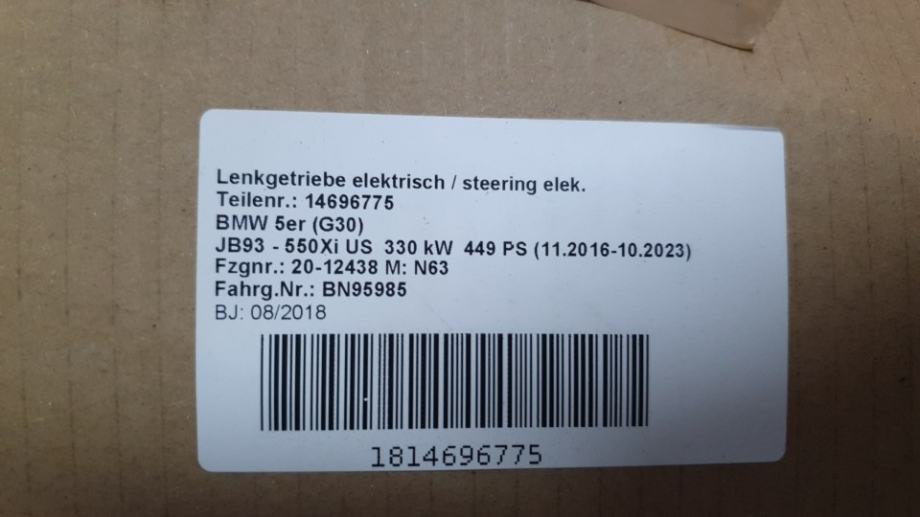 Lenkgetriebe elektrisch / steering elek.
Teilenr.: 14696775
BMW 5er (G30)
JB93 - 550Xi US 330 kW 449 PS (11.2016-10.2023)
Fzgnr.: 20-12438 M: N63
Fahrg.Nr.: BN95985
BJ: 08/2018
1814696775